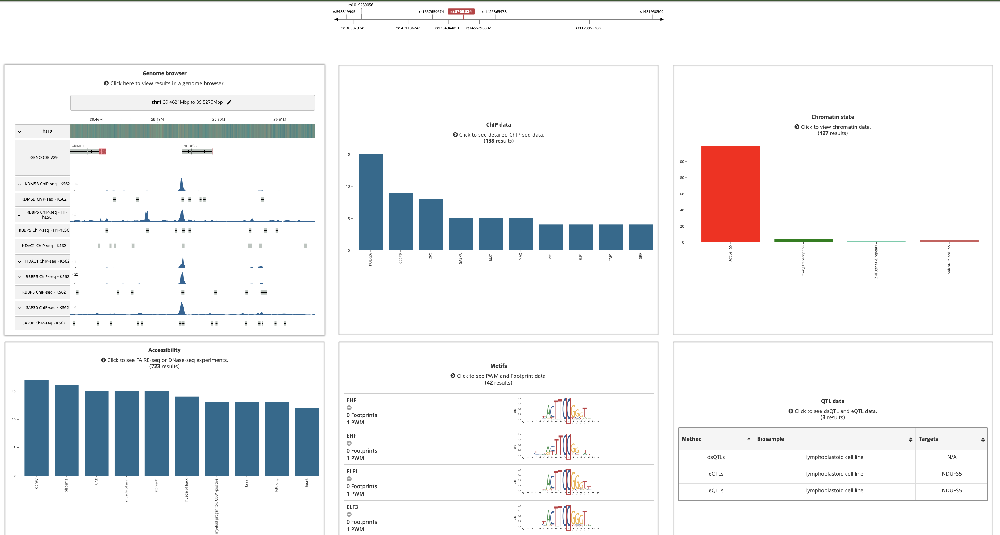 rs1019230056
rs548819905 rs1557650674 rs3768324 rs1429365973 rs1431950500
rs1365329349 rs1431136742 rs1354944851 rs1456296802 rs1178952788
Genome browser
Click here to view results in a genome browser.
chr1 39.4621Mbp to 39.5275Mbp
39.46M 39.48M 39.50M 39.51M
hg19
GENCODE V29
AKIRIN1 NDUFS5
KDM5B ChIP-seq - K562
KDM5B ChIP-seq - K562
RBBP5 ChIP-seq - H1-
hESC
RBBP5 ChIP-seq - H1-hESC
HDAC1 ChIP-seq - K562
HDAC1 ChIP-seq - K562
RBBP5 ChIP-seq - K562
32
RBBP5 ChIP-seq - K562
SAP30 ChIP-seq - K562
SAP30 ChIP-seq - K562
ChIP data
Click to see detailed ChIP-seq data.
(188 results)
15
10
5
0
POLR2A
CEBPB
ZFX
GABPA
ELK1
MAX
YY1
ELF1
TAF1
SRF
Chromatin state
Click to view chromatin data.
(127 results)
100
80
60
40
20
0
Active TSS
Strong transcription
ZNF genes & repeats
Bivalent/Poised TSS
Accessibility
Click to see FAIRE-seq or DNase-seq experiments.
(723 results)
15
10
5
0
kidney
placenta
lung
muscle of arm
stomach
muscle of back
myeloid progenitor, CD34-positive
brain
left lung
heart
Motifs
Click to see PWM and Footprint data.
(42 results)
EHF
0 Footprints
1 PWM
EHF
0 Footprints
1 PWM
ELF1
0 Footprints
1 PWM
ELF3
0 Footprints
1 PWM
QTL data
Click to see dsQTL and eQTL data.
(3 results)
Method Biosample Targets
dsQTLs lymphoblastoid cell line N/A
eQTLs lymphoblastoid cell line NDUFS5
eQTLs lymphoblastoid cell line NDUFS5